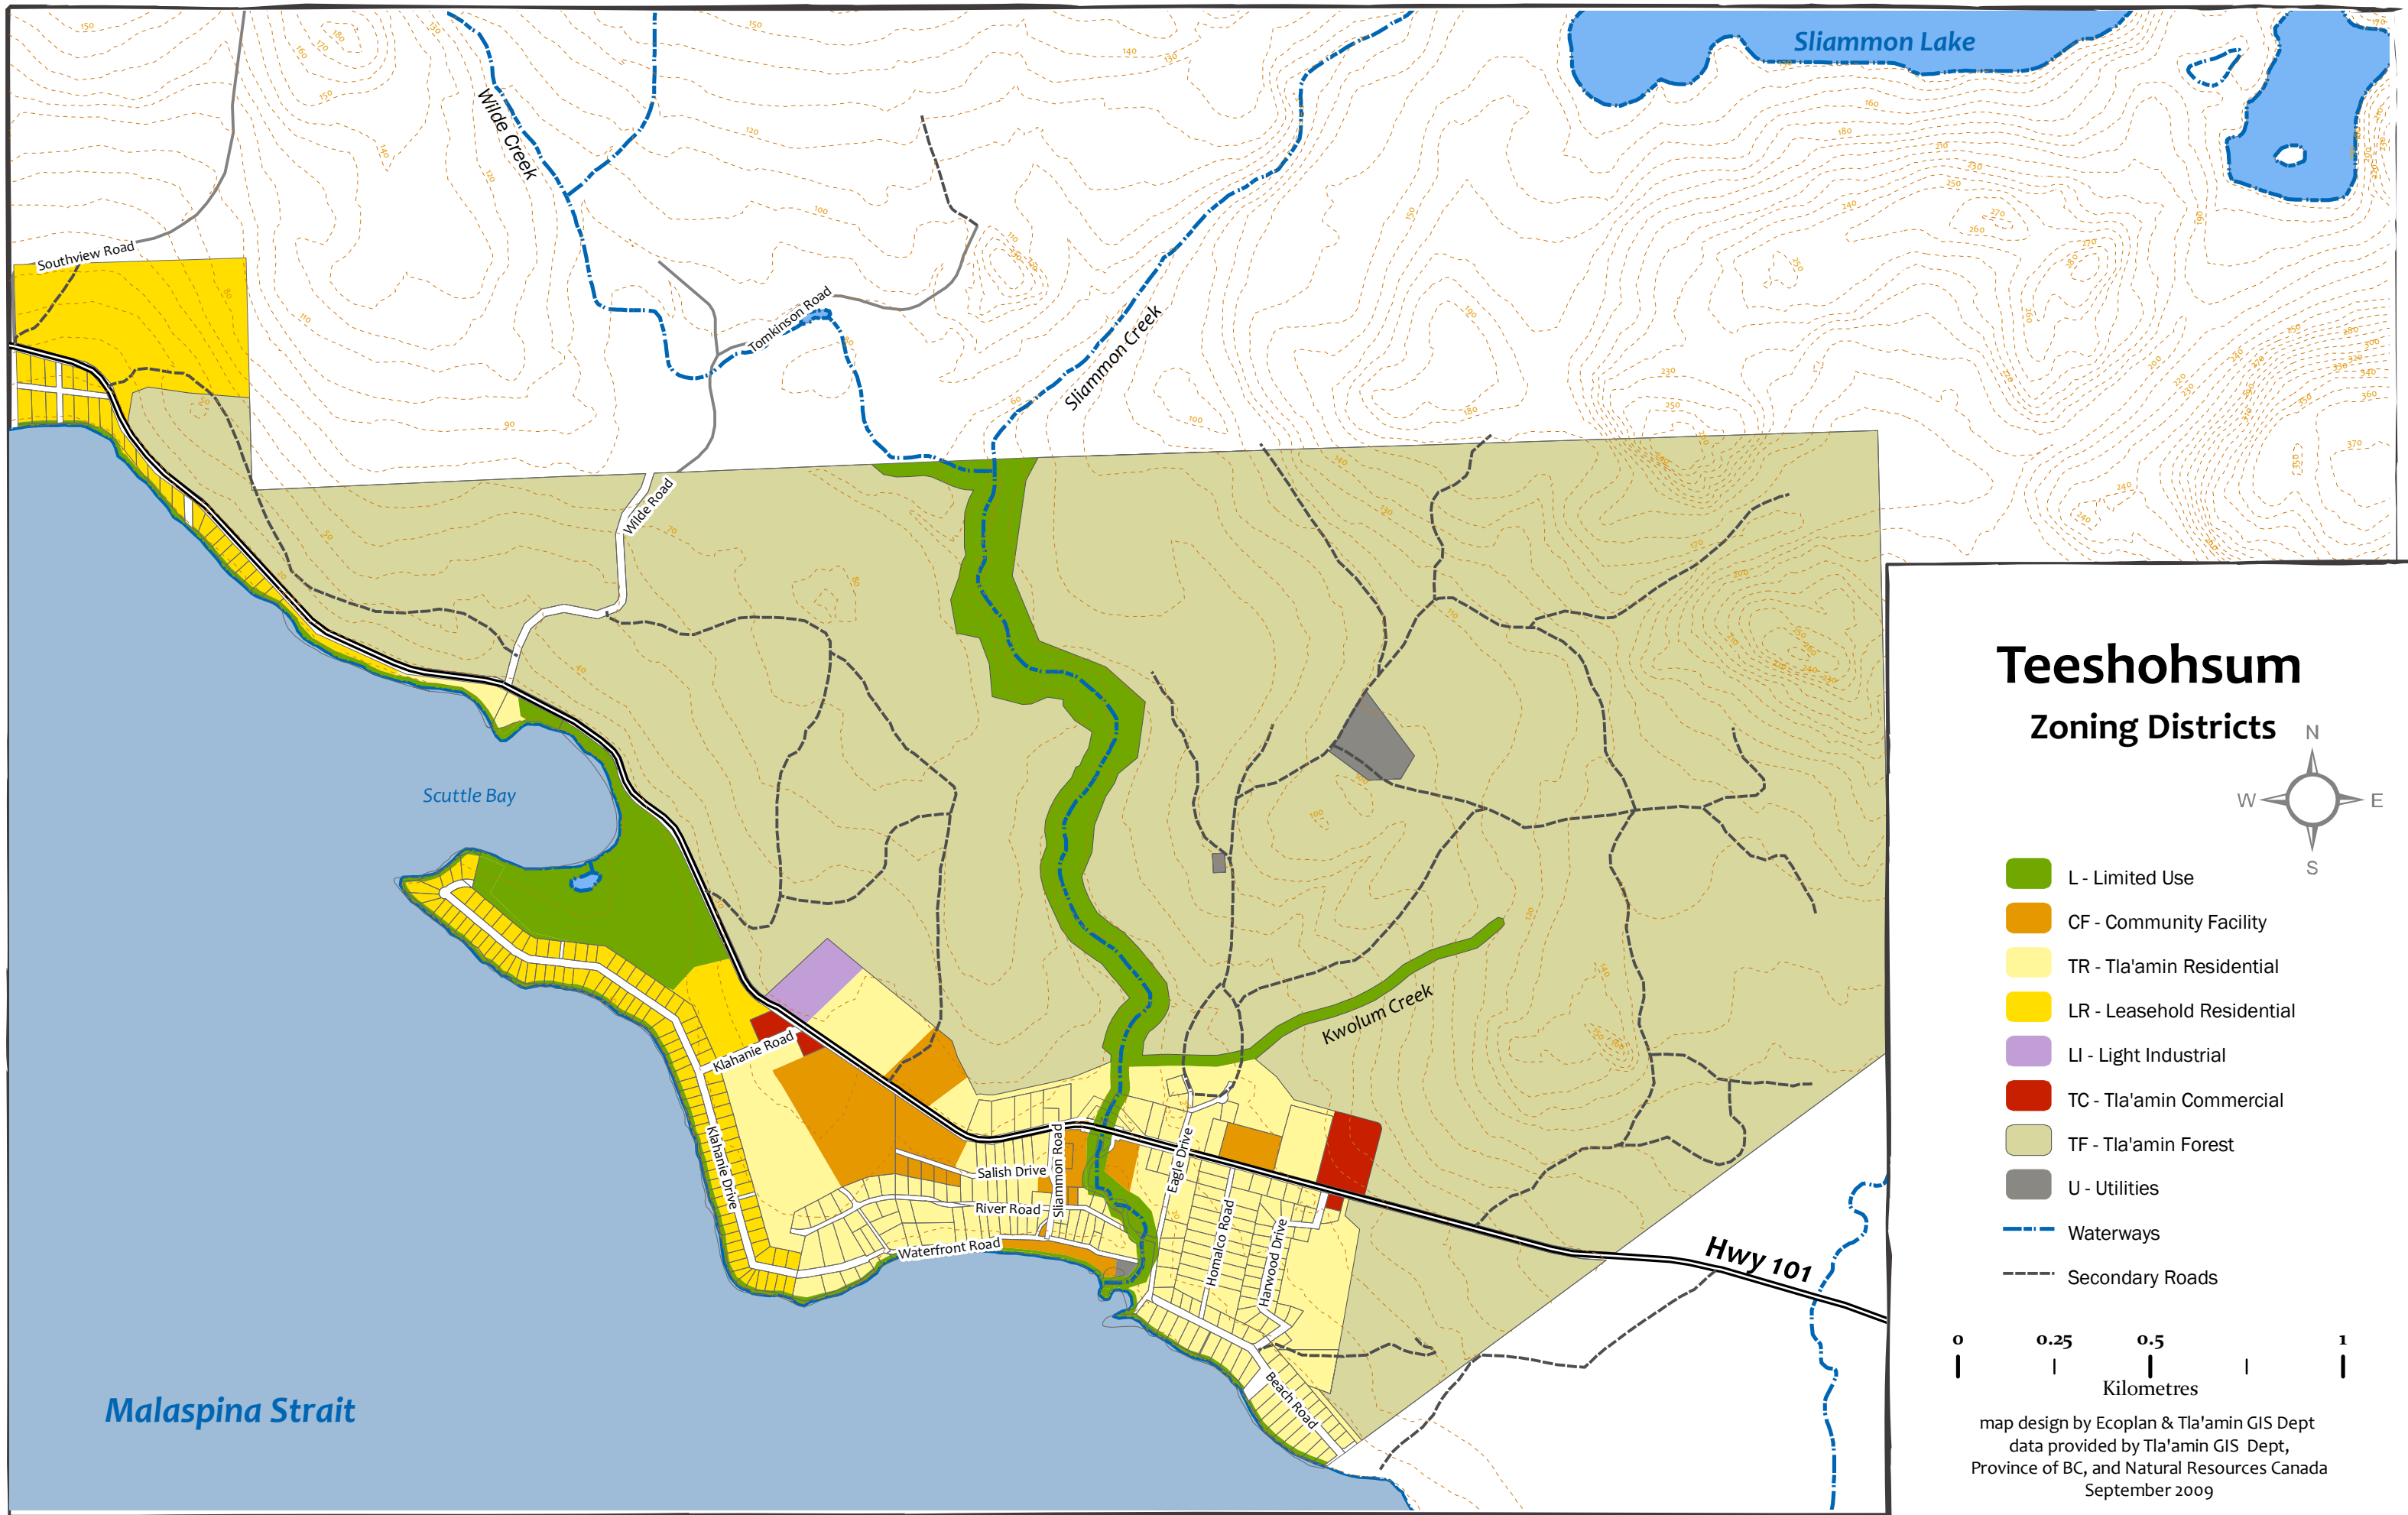 Sliammon Lake
Wilde Creek
Southview Road
Tomkinson Road
Sliammon Creek
Wilde Road
Scuttle Bay
Kwolum Creek
Klahanie Road
Klahanie Drive
Salish Drive
Sliammon Road
River Road
Waterfront Road
Eagle Drive
Homalco Road
Harwood Drive
Beach Road
Hwy 101
Malaspina Strait
Teeshohsum
Zoning Districts
N
W E
S
L - Limited Use
CF - Community Facility
TR - Tla'amin Residential
LR - Leasehold Residential
LI - Light Industrial
TC - Tla'amin Commercial
TF - Tla'amin Forest
U - Utilities
Waterways
Secondary Roads
0 0.25 0.5 1
Kilometres
map design by Ecoplan & Tla'amin GIS Dept
data provided by Tla'amin GIS Dept,
Province of BC, and Natural Resources Canada
September 2009